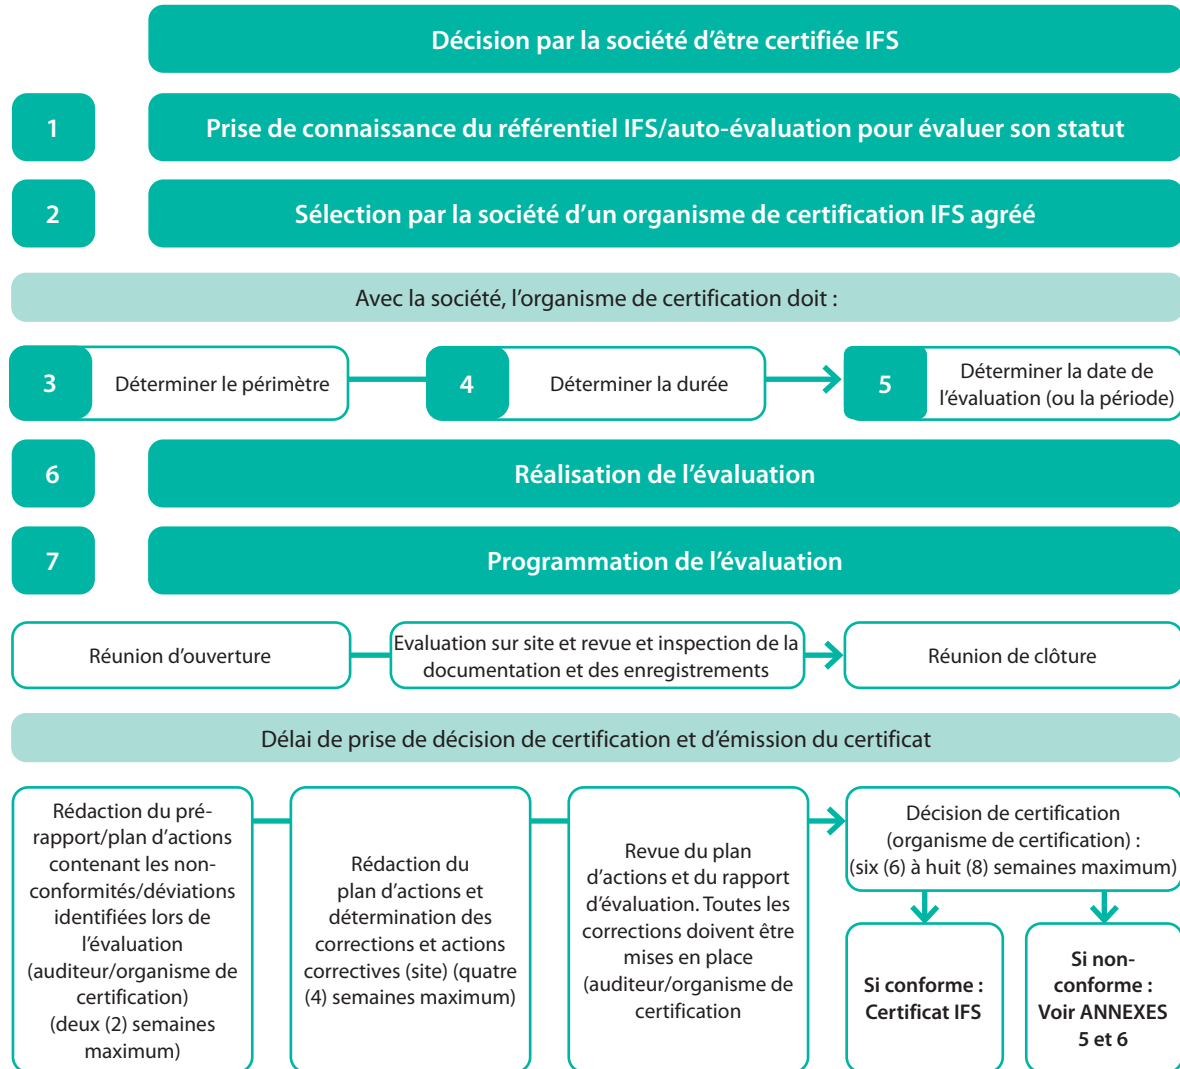 Décision par la société d'être certifiée IFS
1
Prise de connaissance du référentiel IFS/auto-évaluation pour évaluer son statut
2
Sélection par la société d'un organisme de certification IFS agréé
Avec la société, l'organisme de certification doit :
3
Déterminer le périmètre
4
Déterminer la durée
5
Déterminer la date de
l'évaluation (ou la période)
6
Réalisation de l'évaluation
7
Programmation de l'évaluation
Réunion d'ouverture
Evaluation sur site et revue et inspection de la
documentation et des enregistrements
Réunion de clôture
Délai de prise de décision de certification et d'émission du certificat
Rédaction du pré-
rapport/plan d'actions
contenant les non-
conformités/déviations
identifiées lors de
l'évaluation
(auditeur/organisme de
certification)
(deux (2) semaines
maximum)
Rédaction du
plan d'actions et
détermination des
corrections et actions
correctives (site) (quatre
(4) semaines maximum)
Revue du plan
d'actions et du rapport
d'évaluation. Toutes les
corrections doivent être
mises en place
(auditeur/organisme de
certification
Décision de certification
(organisme de certification) :
(six (6) à huit (8) semaines maximum)
Si conforme :
Certificat IFS
Si non-
conforme :
Voir ANNEXES
5 et 6